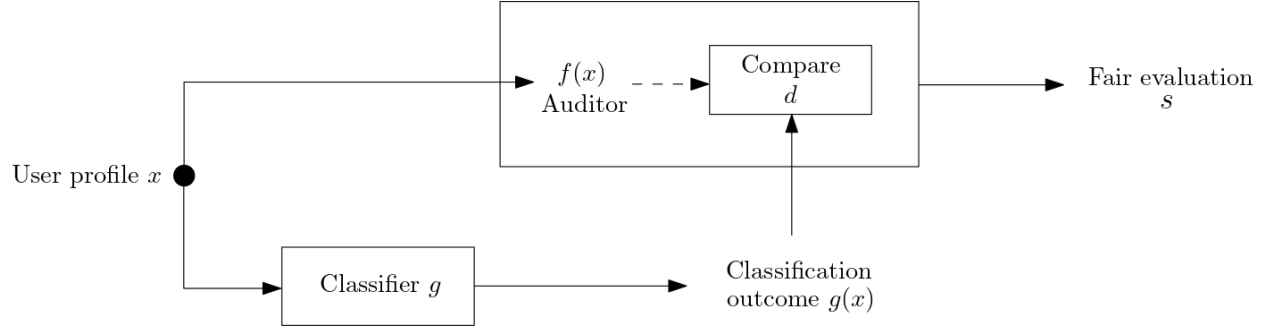 f(x)
Auditor
Compare
d
Fair evaluation
s
User profile x
Classifier g
Classification
outcome g(x)